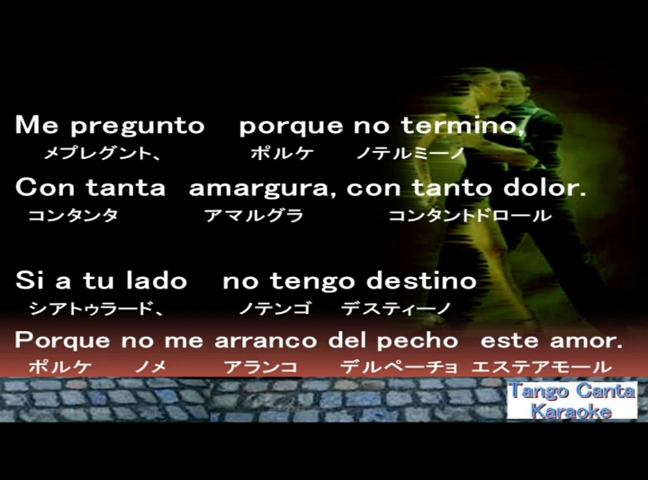 Me pregunto porque no termino,
メプレグント、 ポルケ ノテルミーノ
Con tanta amargura, con tanto dolor.
コンタンタ アマルグラ コンタントドロール
Si a tu lado no tengo destino
シアトゥラード、 ノテンゴ デスティーノ
Porque no me arranco del pecho este amor.
ポルケ ノメ アランコ デルペーチョ エステアモール
Tango Canta
Karaoke